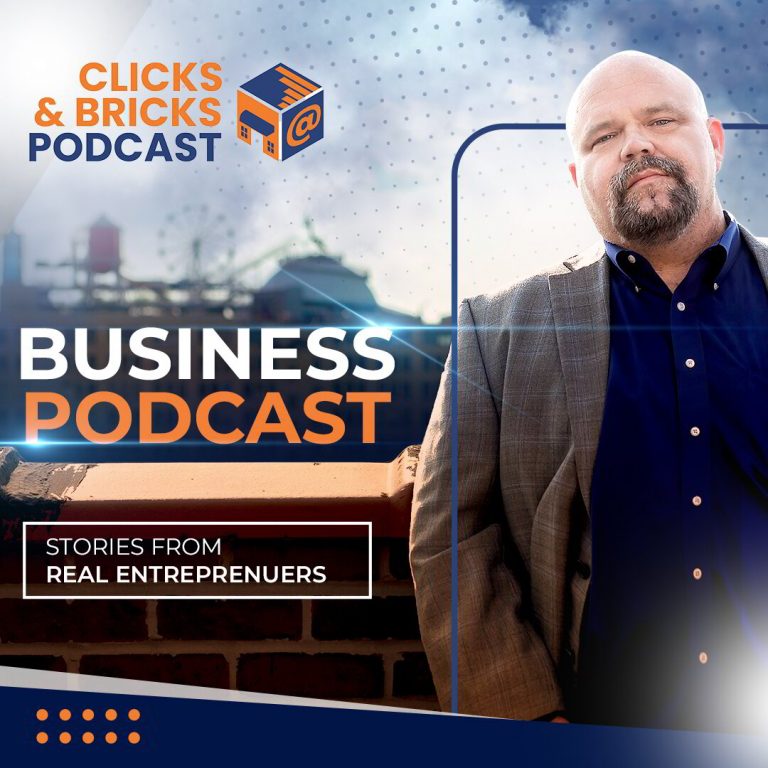 CLICKS
& BRICKS
PODCAST
@
BUSINESS
PODCAST
STORIES FROM
REAL ENTREPRENUERS